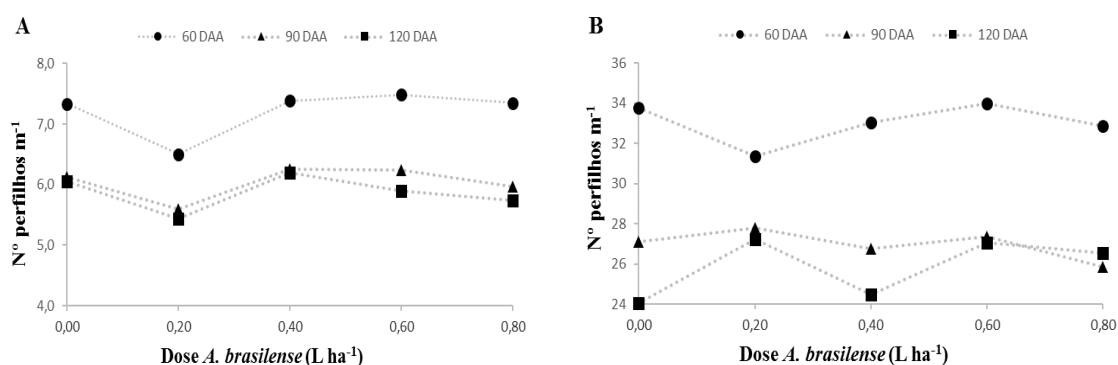 A
60 DAA 90 DAA 120 DAA
Nº perfilhos m⁻¹
8,0
7,0
6,0
5,0
4,0
0,00 0,20 0,40 0,60 0,80
Dose A. brasilense (L ha⁻¹)
B
60 DAA 90 DAA 120 DAA
Nº perfilhos m⁻¹
36
34
32
30
28
26
24
0,00 0,20 0,40 0,60 0,80
Dose A. brasilense (L ha⁻¹)